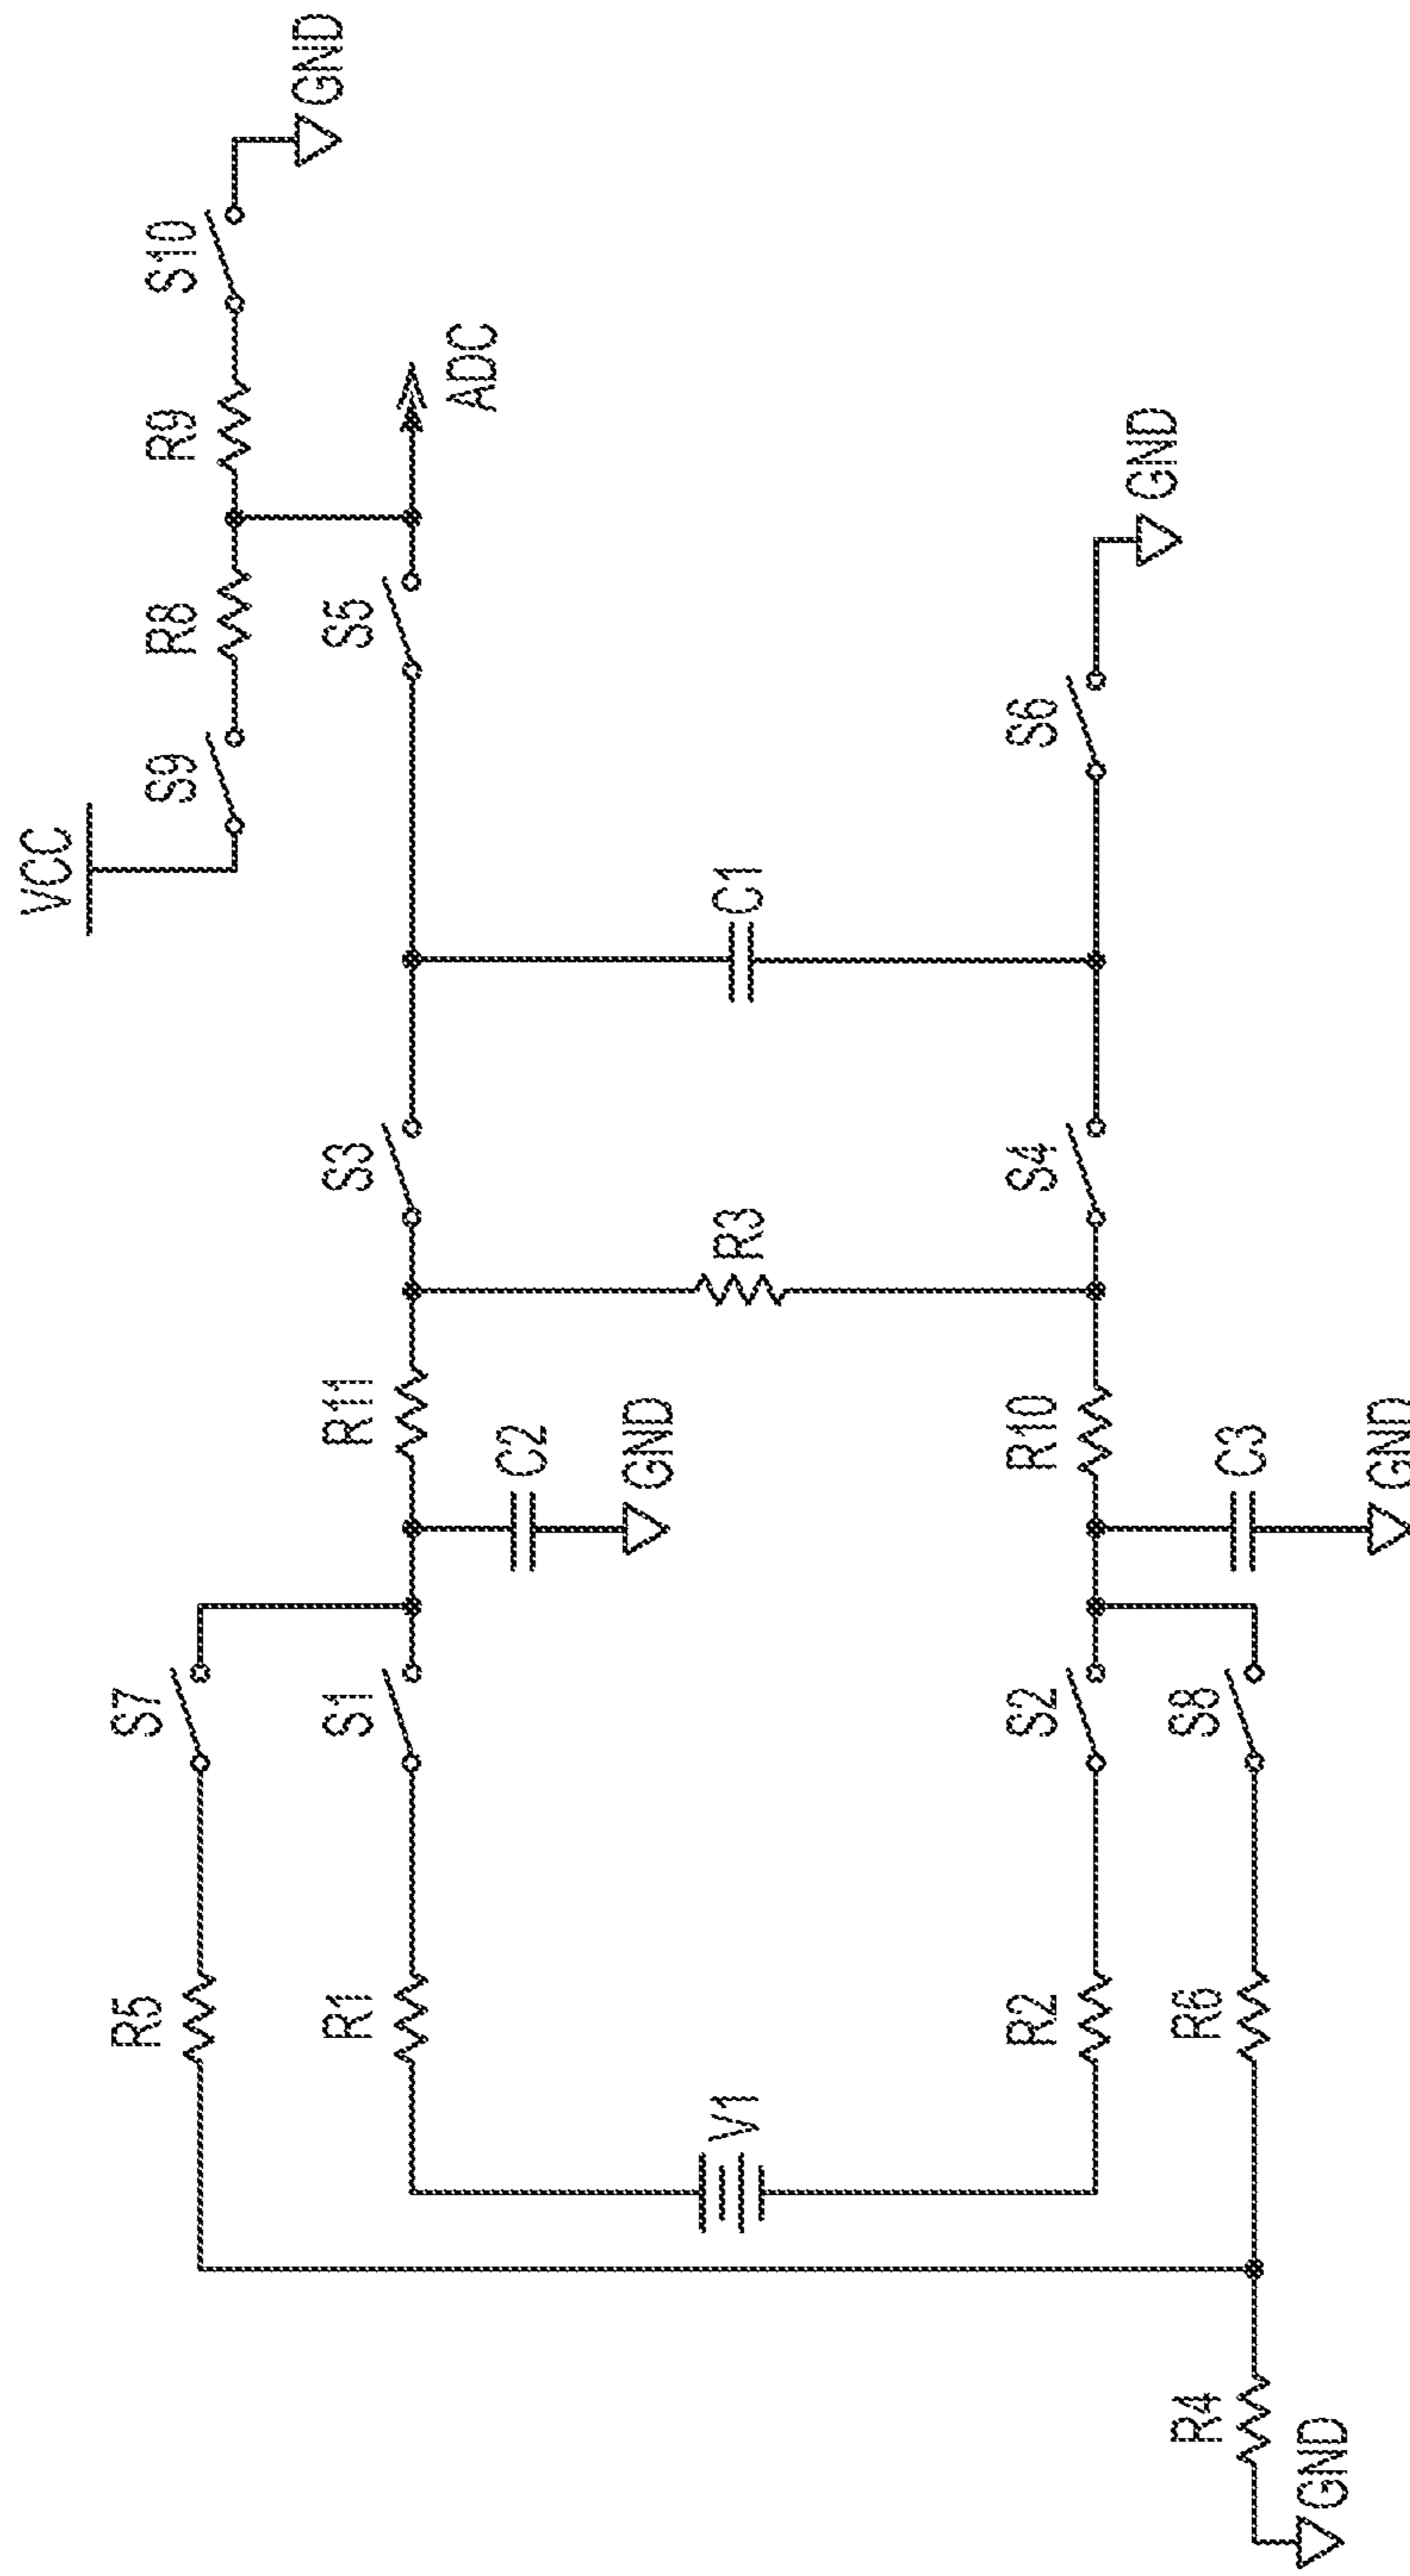 VCC
S9
R8
R9
S10
GND
S5
ADC
S3
R11
S7
S1
R5
R1
C2
GND
C1
R3
V1
S6
GND
S4
R10
S2
R2
C3
GND
S8
R6
R4
GND